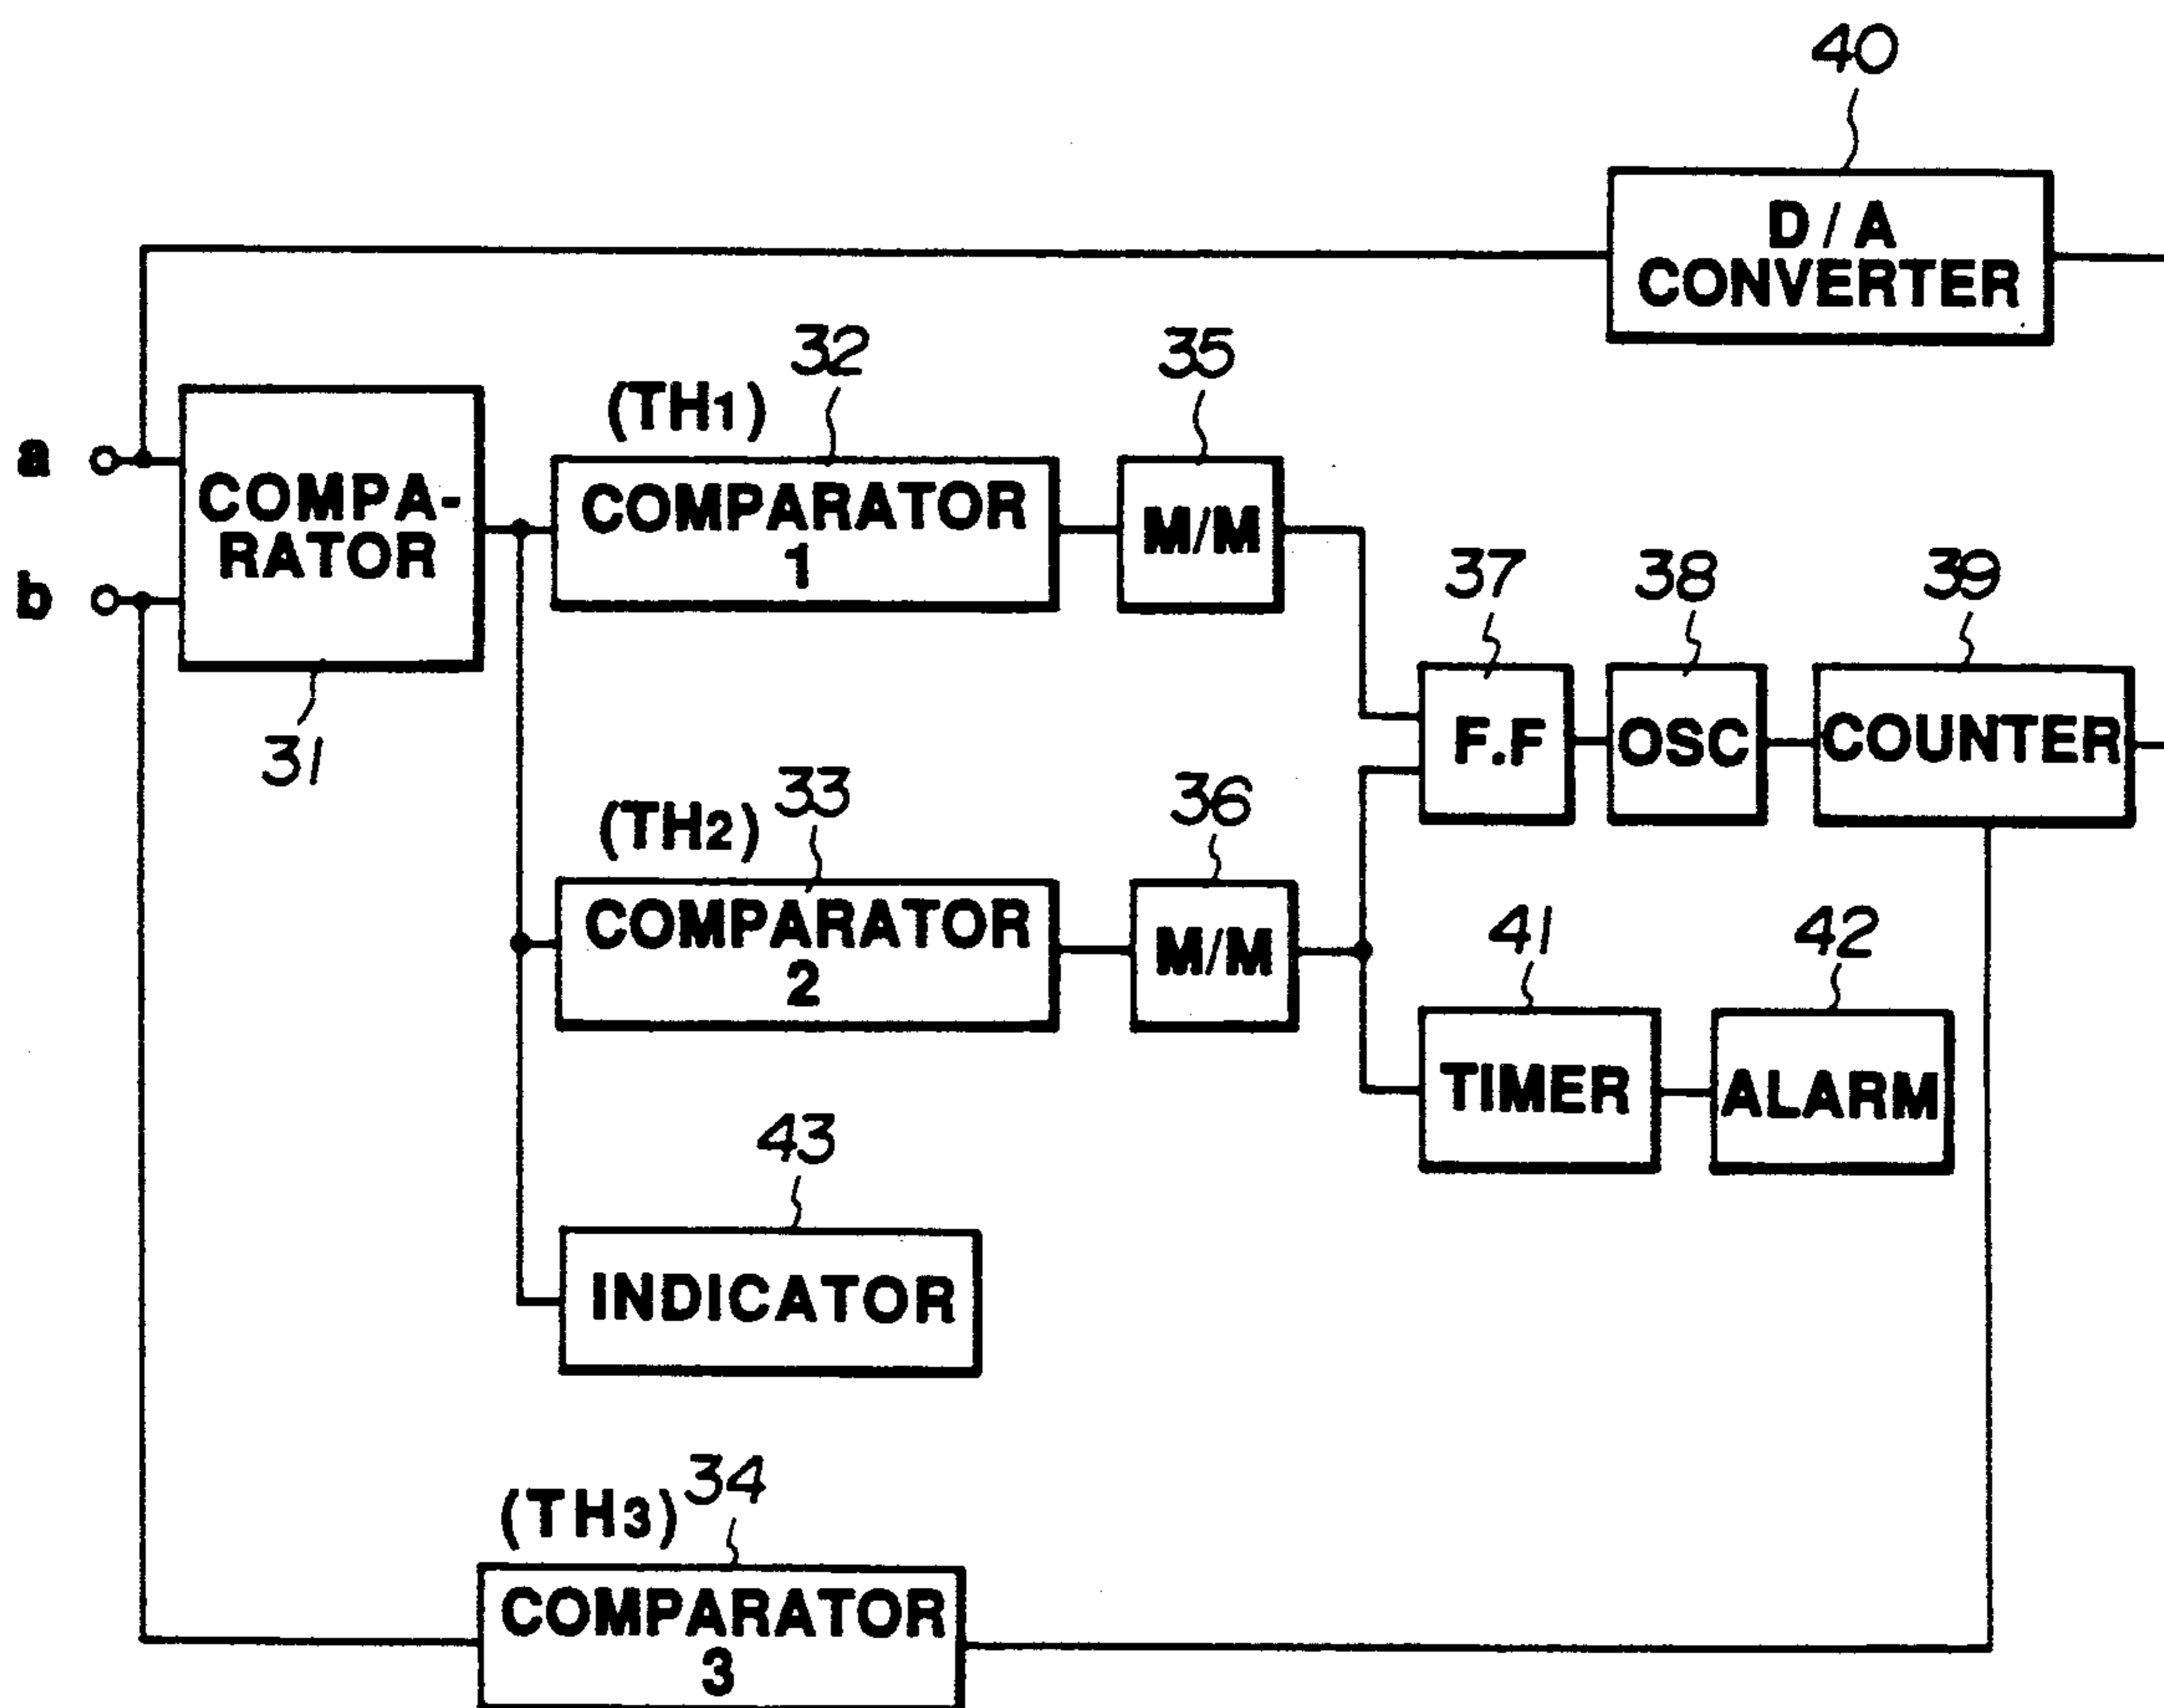 40
D/A
CONVERTER
32
35
(TH1)
a
COMPA-
RATOR
COMPARATOR
1
M/M
b
37
38
39
31
F.F
OSC
COUNTER
(TH2)
33
36
COMPARATOR
2
M/M
41
42
TIMER
ALARM
43
INDICATOR
(TH3)
34
COMPARATOR
3